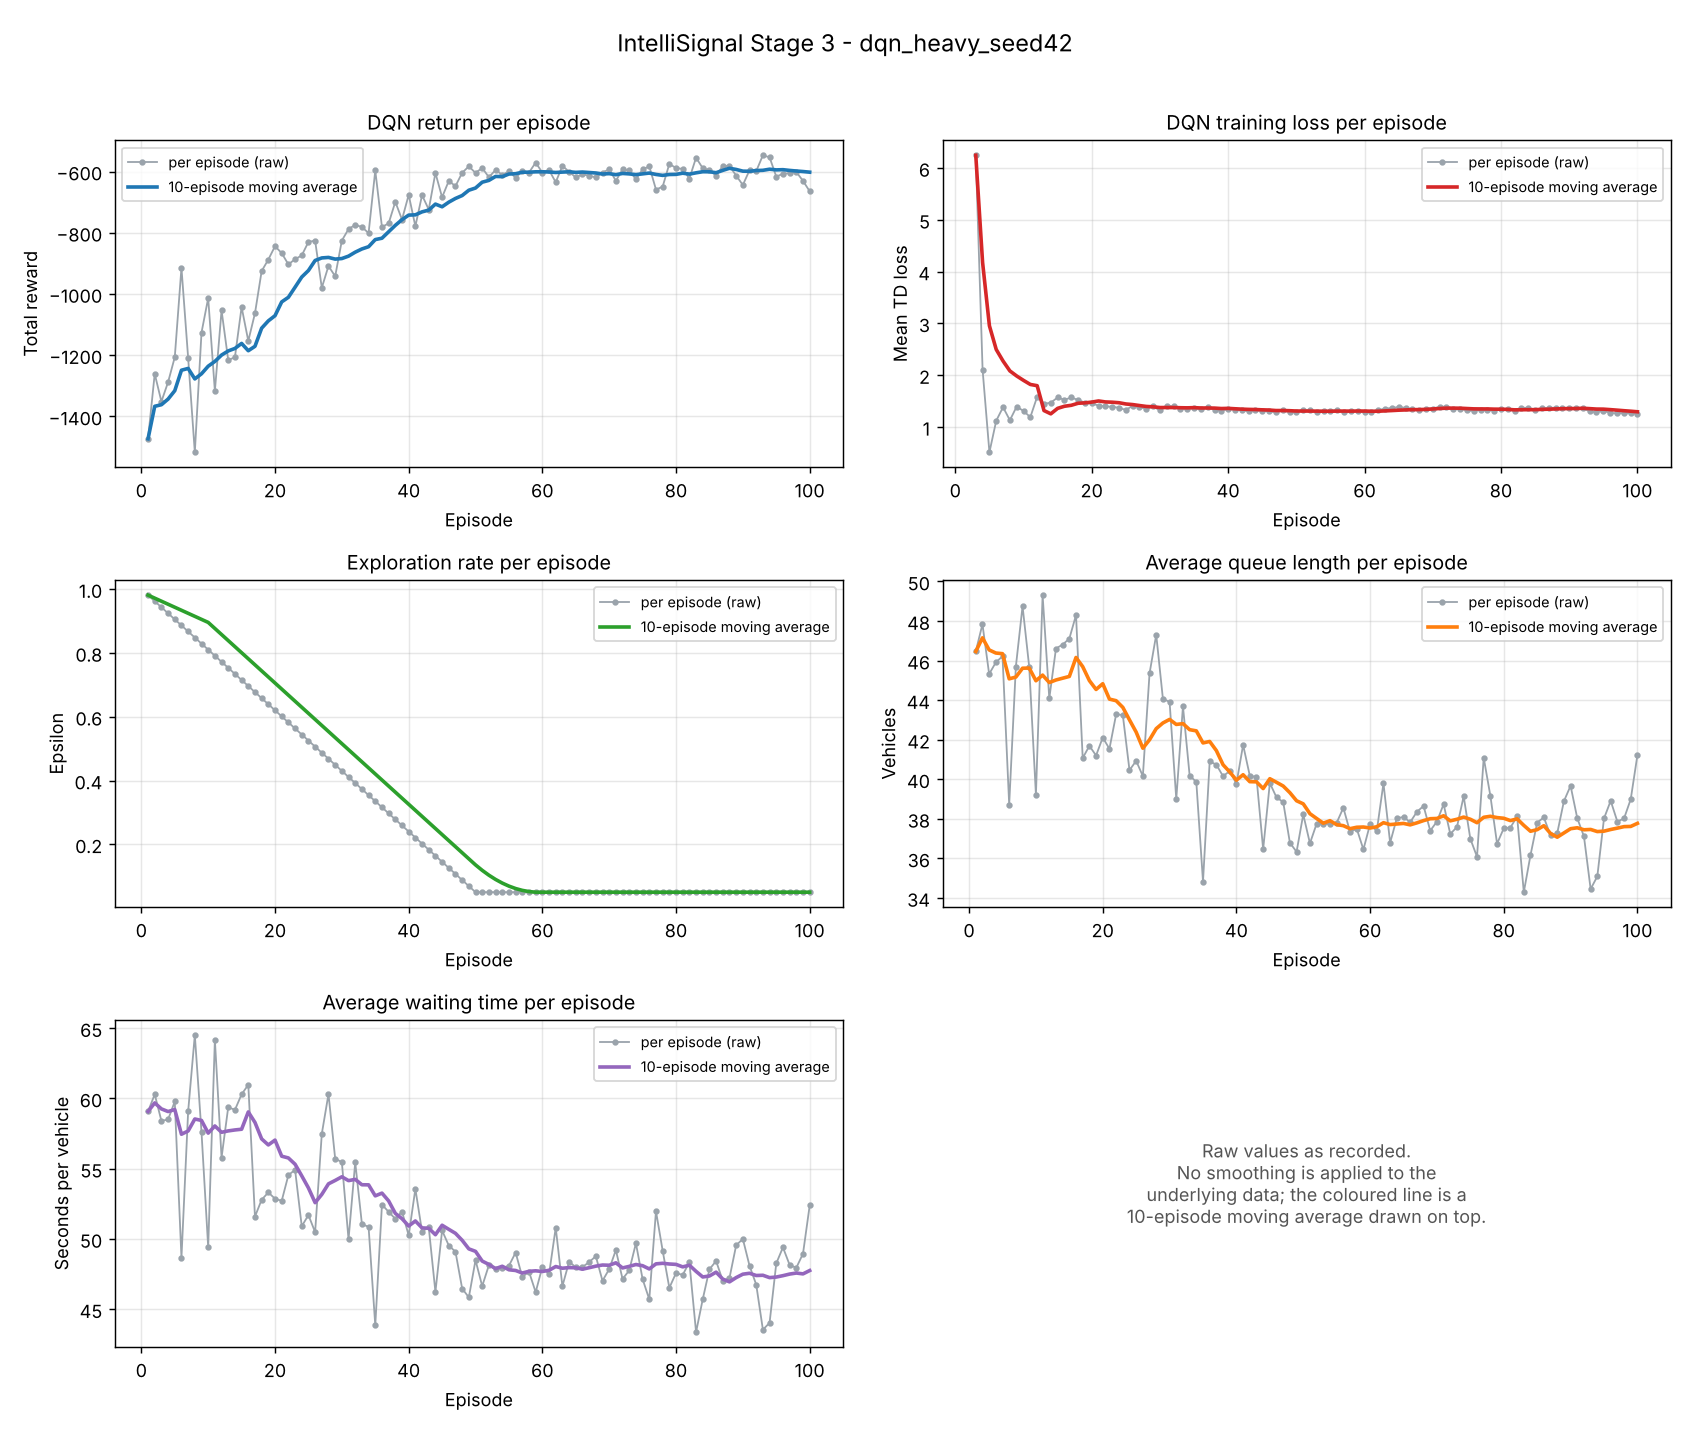 IntelliSignal Stage 3 - dqn_heavy_seed42
DQN return per episode
per episode (raw)
10-episode moving average
Total reward
−600
−800
−1000
−1200
−1400
0 20 40 60 80 100
Episode
DQN training loss per episode
per episode (raw)
10-episode moving average
Mean TD loss
6
5
4
3
2
1
0 20 40 60 80 100
Episode
Exploration rate per episode
per episode (raw)
10-episode moving average
Epsilon
1.0
0.8
0.6
0.4
0.2
0 20 40 60 80 100
Episode
Average queue length per episode
per episode (raw)
10-episode moving average
Vehicles
50
48
46
44
42
40
38
36
34
0 20 40 60 80 100
Episode
Average waiting time per episode
per episode (raw)
10-episode moving average
Seconds per vehicle
65
60
55
50
45
0 20 40 60 80 100
Episode
Raw values as recorded.
No smoothing is applied to the
underlying data; the coloured line is a
10-episode moving average drawn on top.